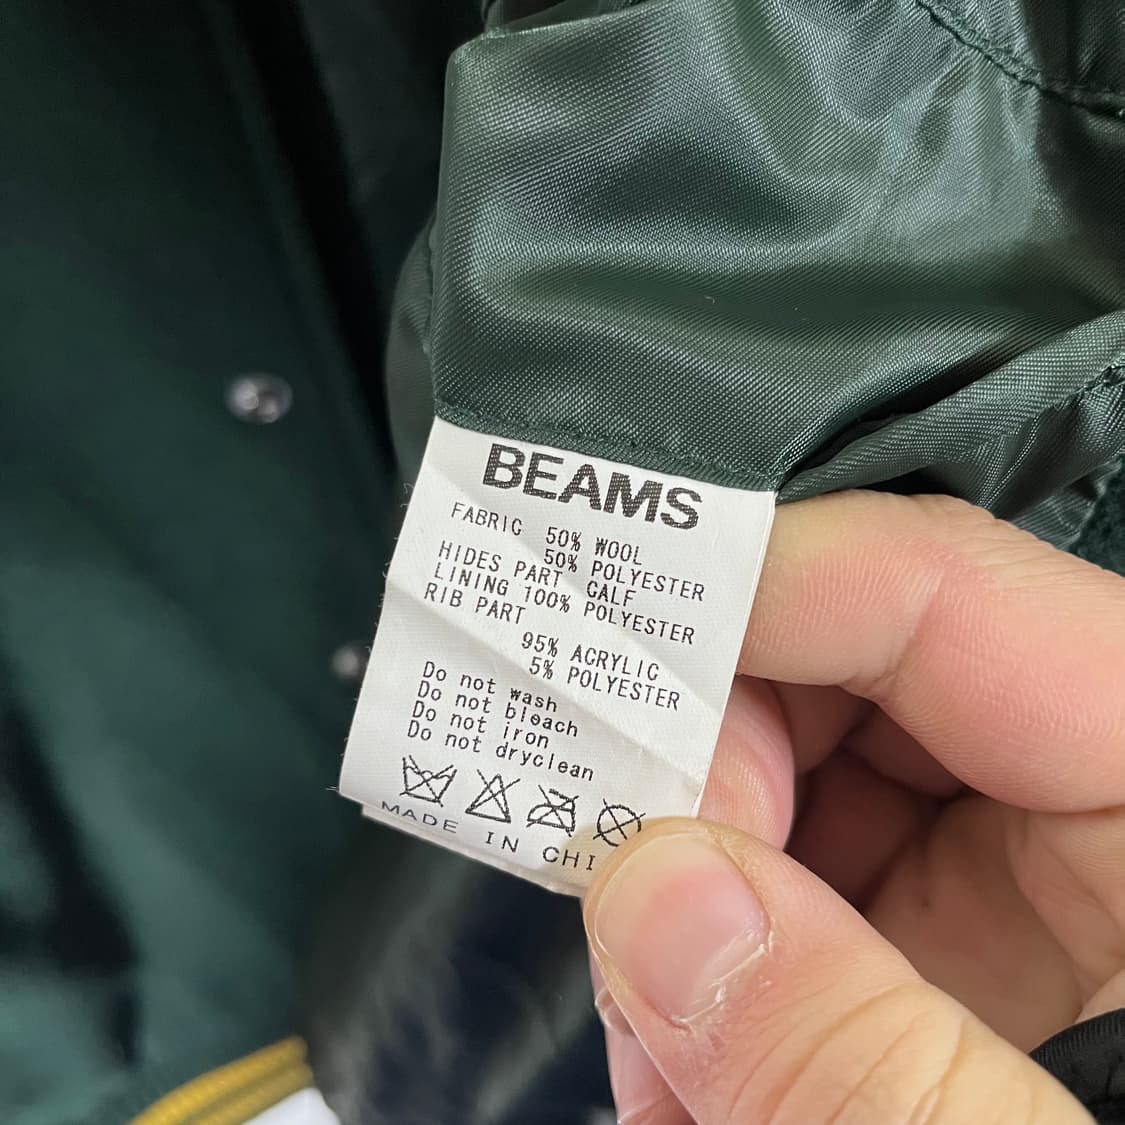 BEAMS
FABRIC 50% WOOL
50% POLYESTER
HIDES PART CALF
LINING 100% POLYESTER
RIB PART
95% ACRYLIC
5% POLYESTER
Do not wash
Do not bleach
Do not iron
Do not dryclean
MADE IN CHI